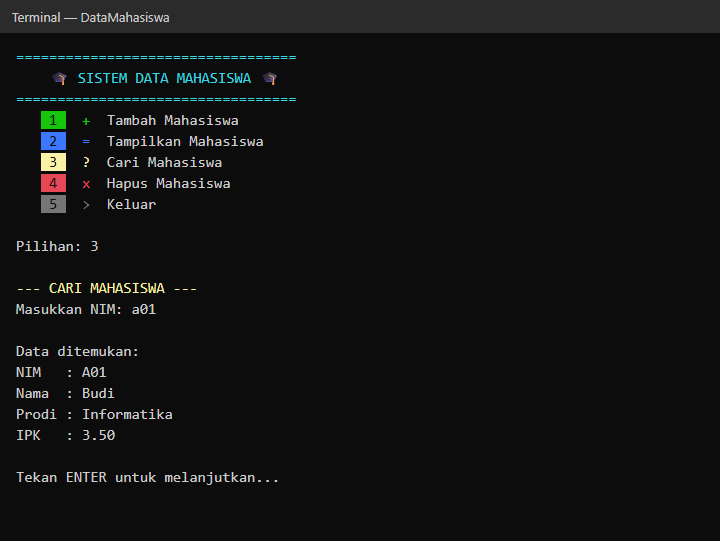 Terminal — DataMahasiswa
==================================
🎓 SISTEM DATA MAHASISWA 🎓
==================================
1 + Tambah Mahasiswa
2 = Tampilkan Mahasiswa
3 ? Cari Mahasiswa
4 x Hapus Mahasiswa
5 > Keluar
Pilihan: 3
--- CARI MAHASISWA ---
Masukkan NIM: a01
Data ditemukan:
NIM   : A01
Nama  : Budi
Prodi : Informatika
IPK   : 3.50
Tekan ENTER untuk melanjutkan...